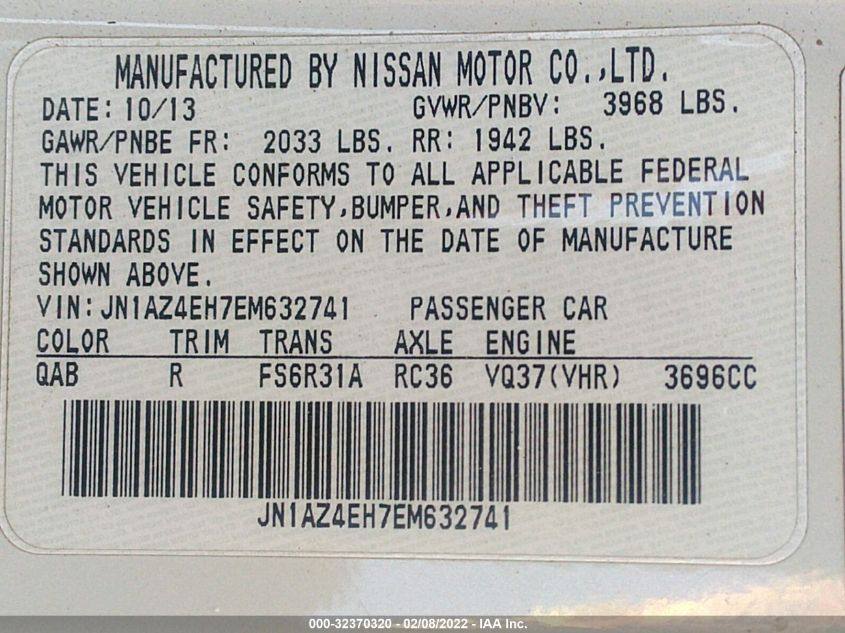 MANUFACTURED BY NISSAN MOTOR CO.,LTD.
DATE: 10/13 GVWR/PNBV: 3968 LBS.
GAWR/PNBE FR: 2033 LBS. RR: 1942 LBS.
THIS VEHICLE CONFORMS TO ALL APPLICABLE FEDERAL
MOTOR VEHICLE SAFETY,BUMPER,AND THEFT PREVENTION
STANDARDS IN EFFECT ON THE DATE OF MANUFACTURE
SHOWN ABOVE.
VIN: JN1AZ4EH7EM632741 PASSENGER CAR
COLOR TRIM TRANS AXLE ENGINE
QAB R FS6R31A RC36 VQ37(VHR) 3696CC
JN1AZ4EH7EM632741
000-32370320 - 02/08/2022 - IAA Inc.